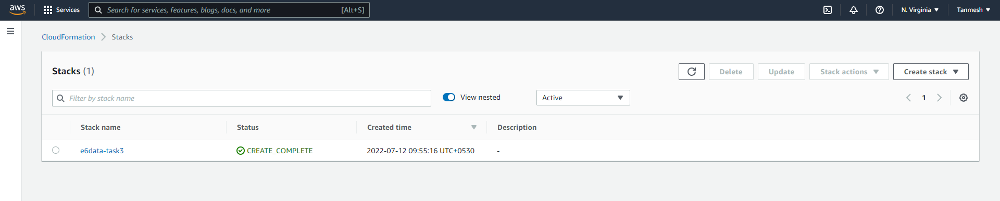 aws Services Search for services, features, blogs, docs, and more [Alt+S] N. Virginia Tanmesh
CloudFormation Stacks
Stacks (1) Delete Update Stack actions Create stack
Filter by stack name View nested Active 1
Stack name Status Created time Description
e6data-task3 CREATE_COMPLETE 2022-07-12 09:55:16 UTC+0530 -